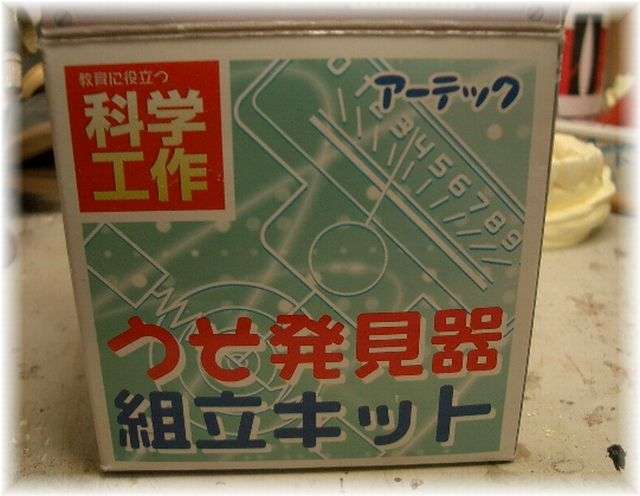 教育に役立つ
科学
工作
アーテック
0123456789
うそ発見器
組立キット